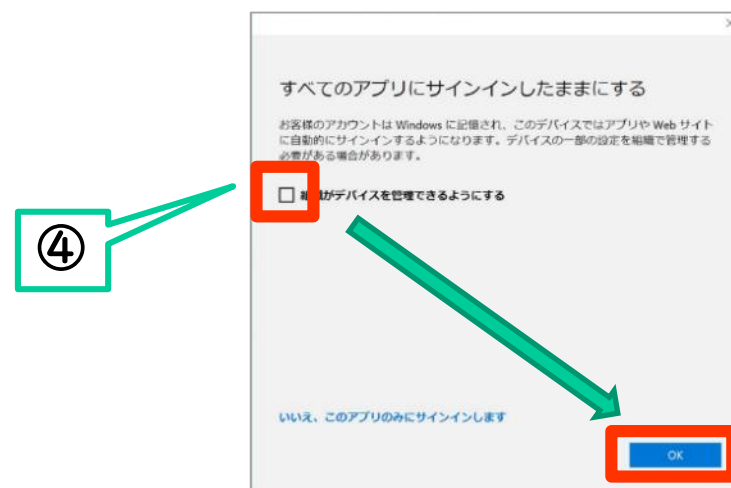 すべてのアプリにサインインしたままにする
お客様のアカウントは Windows に記憶され、このデバイスではアプリや Web サイト
に自動的にサインインするようになります。デバイスの一部の設定を組織で管理する
必要がある場合があります。
組織がデバイスを管理できるようにする
④
いいえ、このアプリのみにサインインします
OK